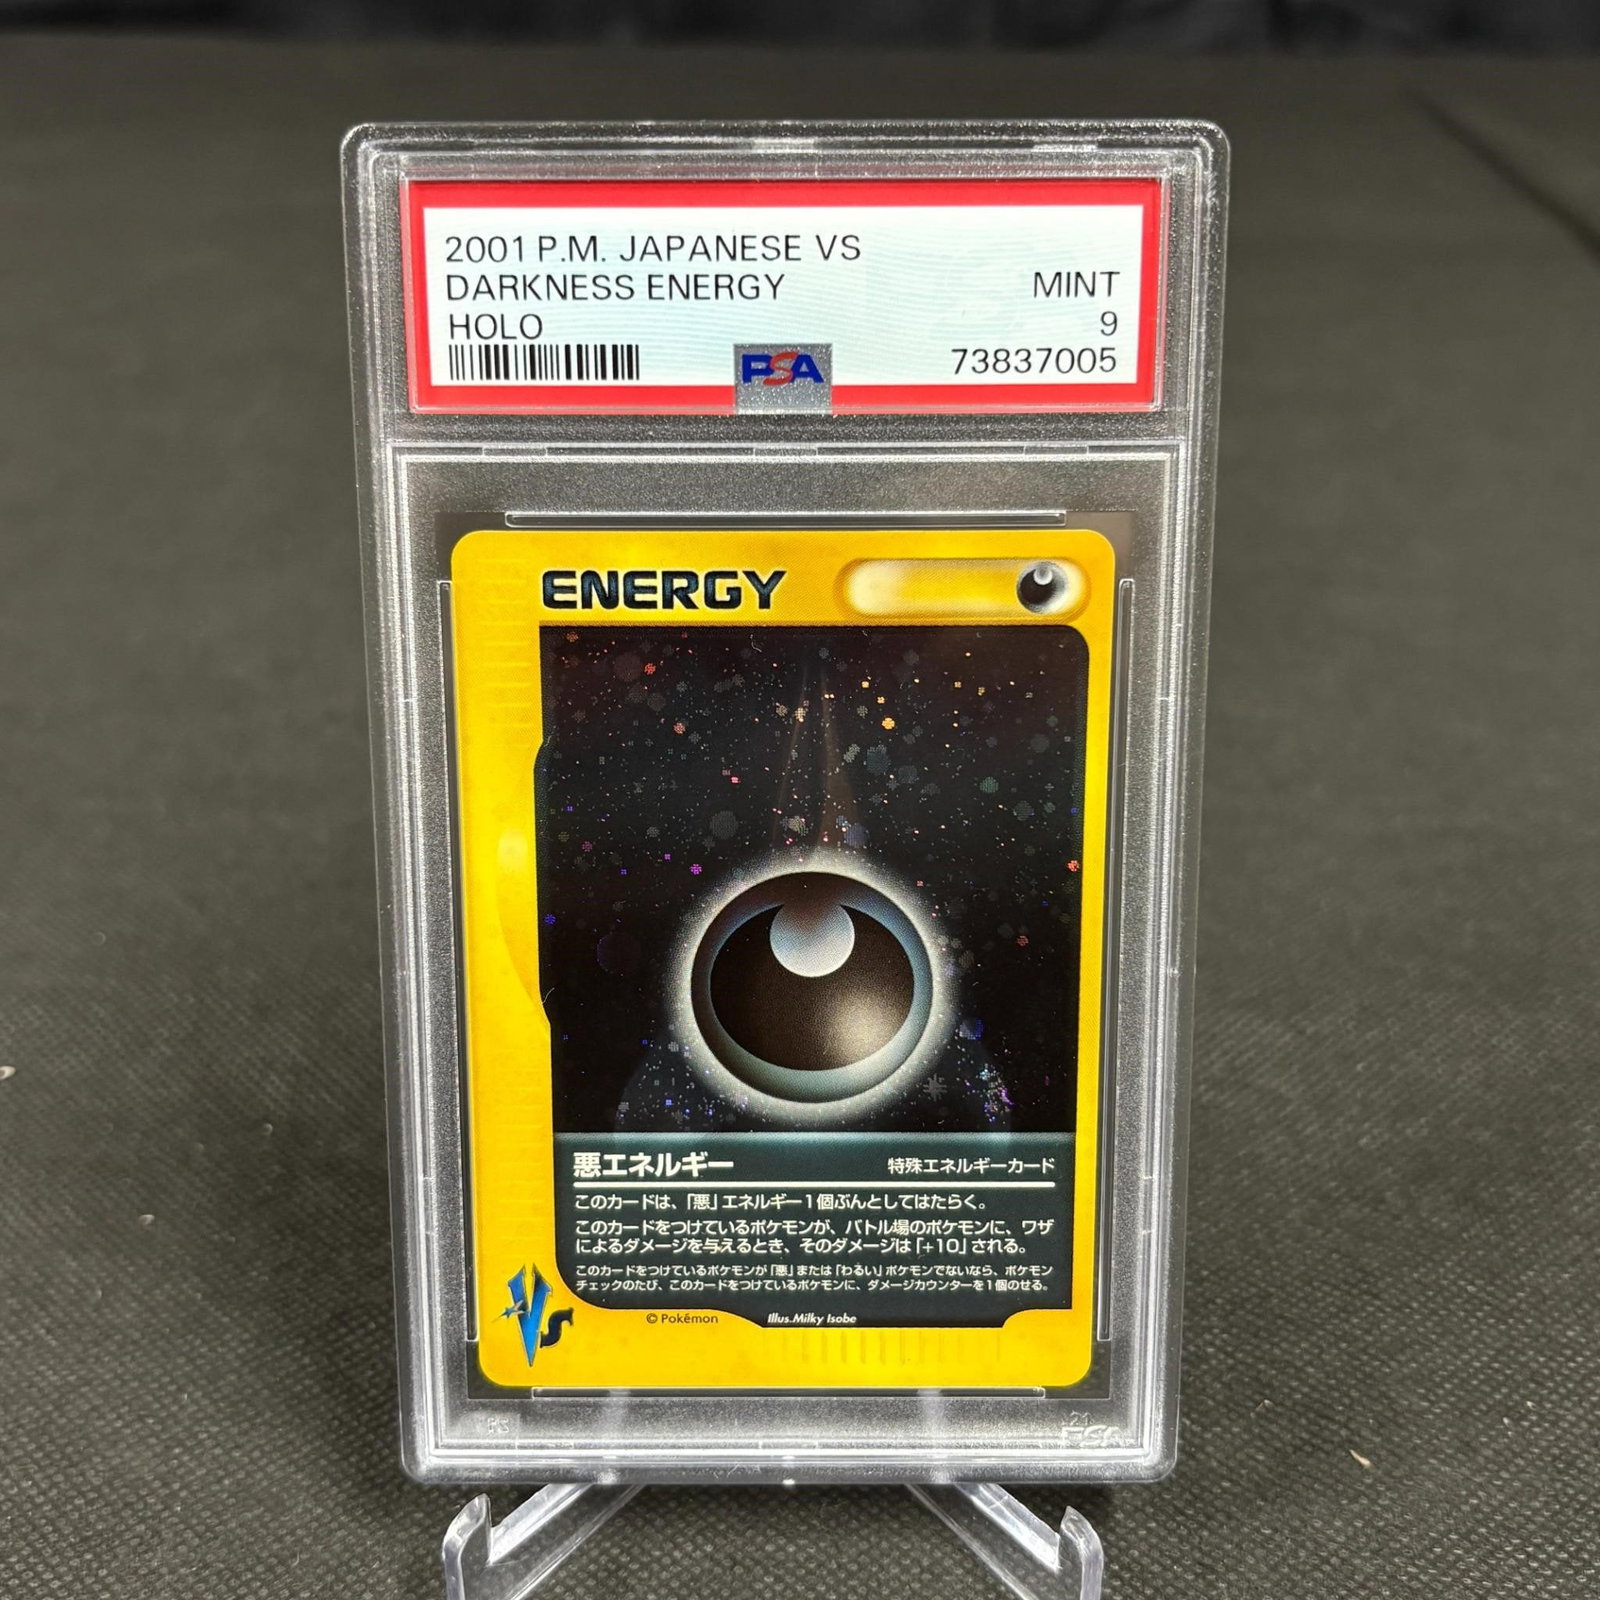 2001 P.M. JAPANESE VS
DARKNESS ENERGY
MINT
HOLO
9
PSA
73837005
ENERGY
悪エネルギー
特殊エネルギーカード
このカードは、「悪」エネルギー1個ぶんとしてはたらく。
このカードをつけているポケモンが、バトル場のポケモンに、ワザ
によるダメージを与えるとき、そのダメージは「+10」される。
このカードをつけているポケモンが「悪」または「わるい」ポケモンでないなら、ポケモン
チェックのたび、このカードをつけているポケモンに、ダメージカウンターを1個のせる。
Vs
© Pokémon
Illus.Milky Isobe
PSA